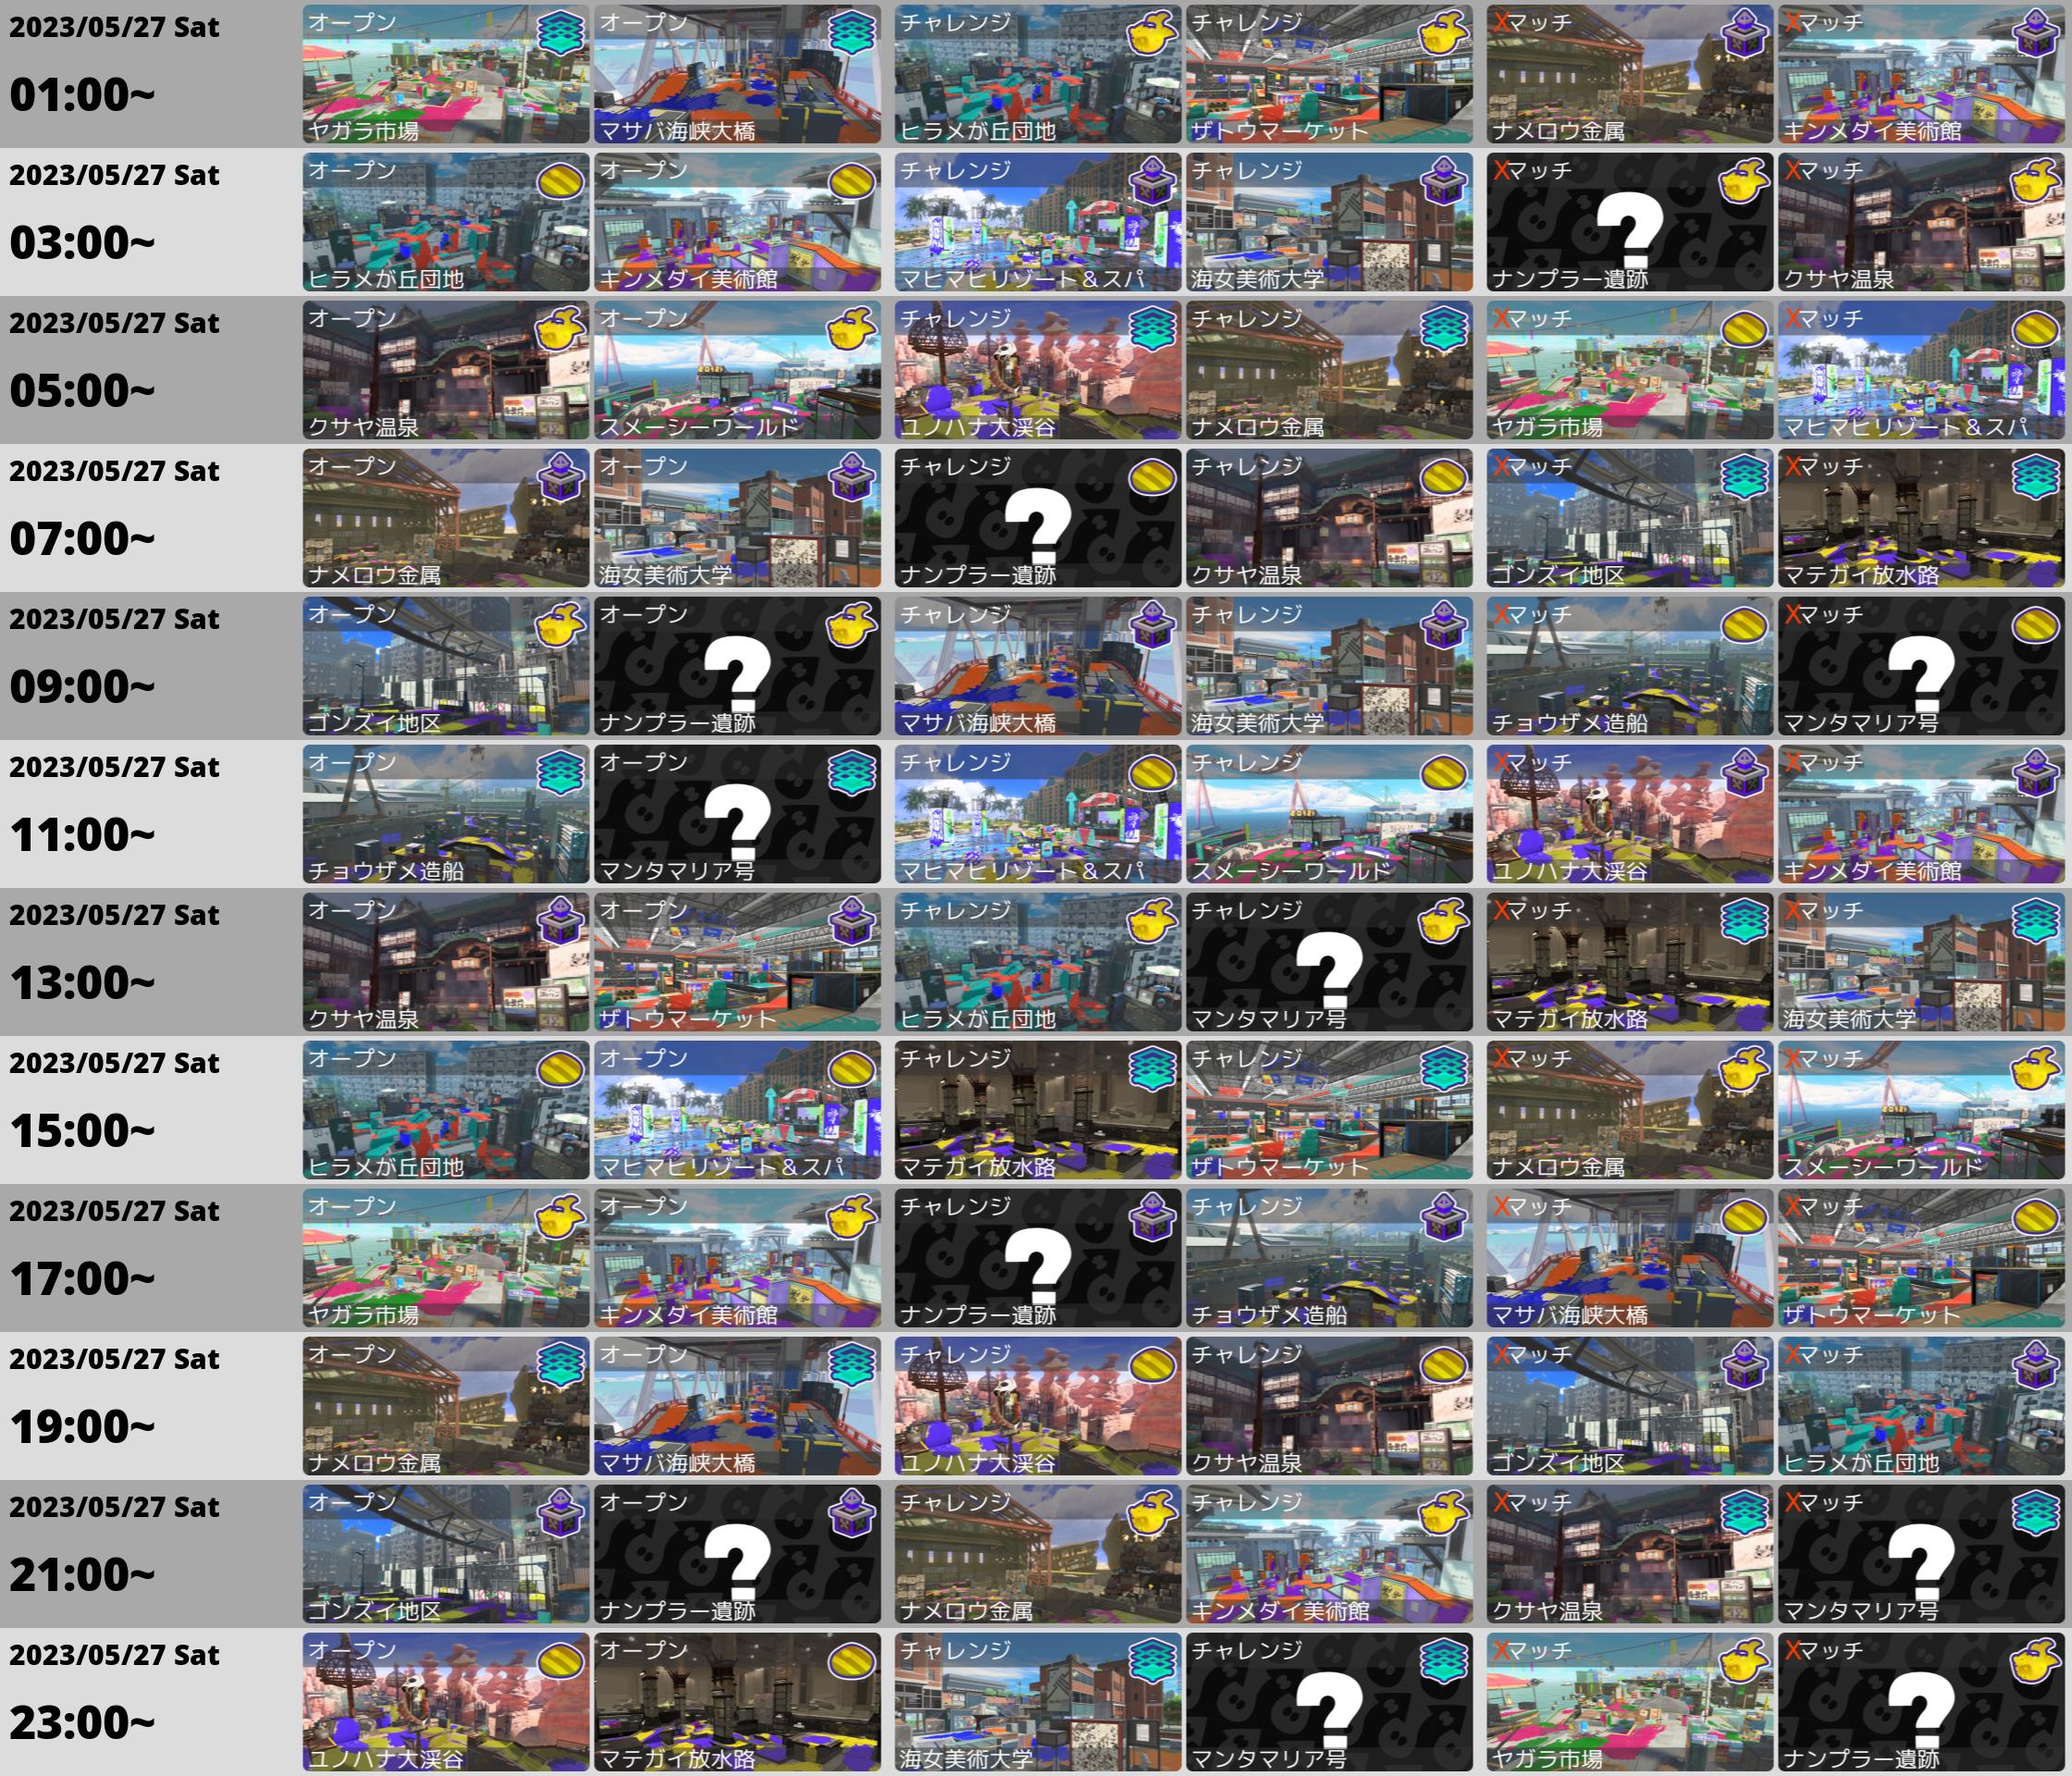 2023/05/27 Sat
01:00~
オープン
ヤガラ市場
オープン
マサバ海峡大橋
チャレンジ
ヒラメが丘団地
チャレンジ
ザトウマーケット
Xマッチ
ナメロウ金属
Xマッチ
キンメダイ美術館
2023/05/27 Sat
03:00~
オープン
ヒラメが丘団地
オープン
キンメダイ美術館
チャレンジ
マヒマヒリゾート＆スパ
チャレンジ
海女美術大学
Xマッチ
?
ナンプラー遺跡
Xマッチ
クサヤ温泉
2023/05/27 Sat
05:00~
オープン
クサヤ温泉
オープン
スメーシーワールド
チャレンジ
ユノハナ大渓谷
チャレンジ
ナメロウ金属
Xマッチ
ヤガラ市場
Xマッチ
マヒマヒリゾート＆スパ
2023/05/27 Sat
07:00~
オープン
ナメロウ金属
オープン
海女美術大学
チャレンジ
?
ナンプラー遺跡
チャレンジ
クサヤ温泉
Xマッチ
ゴンズイ地区
Xマッチ
マテガイ放水路
2023/05/27 Sat
09:00~
オープン
ゴンズイ地区
オープン
?
ナンプラー遺跡
チャレンジ
マサバ海峡大橋
チャレンジ
海女美術大学
Xマッチ
チョウザメ造船
Xマッチ
?
マンタマリア号
2023/05/27 Sat
11:00~
オープン
チョウザメ造船
オープン
?
マンタマリア号
チャレンジ
マヒマヒリゾート＆スパ
チャレンジ
スメーシーワールド
Xマッチ
ユノハナ大渓谷
Xマッチ
キンメダイ美術館
2023/05/27 Sat
13:00~
オープン
クサヤ温泉
オープン
ザトウマーケット
チャレンジ
ヒラメが丘団地
チャレンジ
?
マンタマリア号
Xマッチ
マテガイ放水路
Xマッチ
海女美術大学
2023/05/27 Sat
15:00~
オープン
ヒラメが丘団地
オープン
マヒマヒリゾート＆スパ
チャレンジ
マテガイ放水路
チャレンジ
ザトウマーケット
Xマッチ
ナメロウ金属
Xマッチ
スメーシーワールド
2023/05/27 Sat
17:00~
オープン
ヤガラ市場
オープン
キンメダイ美術館
チャレンジ
?
ナンプラー遺跡
チャレンジ
チョウザメ造船
Xマッチ
マサバ海峡大橋
Xマッチ
ザトウマーケット
2023/05/27 Sat
19:00~
オープン
ナメロウ金属
オープン
マサバ海峡大橋
チャレンジ
ユノハナ大渓谷
チャレンジ
クサヤ温泉
Xマッチ
ゴンズイ地区
Xマッチ
ヒラメが丘団地
2023/05/27 Sat
21:00~
オープン
ゴンズイ地区
オープン
?
ナンプラー遺跡
チャレンジ
ナメロウ金属
チャレンジ
キンメダイ美術館
Xマッチ
クサヤ温泉
Xマッチ
?
マンタマリア号
2023/05/27 Sat
23:00~
オープン
ユノハナ大渓谷
オープン
マテガイ放水路
チャレンジ
海女美術大学
チャレンジ
?
マンタマリア号
Xマッチ
ヤガラ市場
Xマッチ
?
ナンプラー遺跡